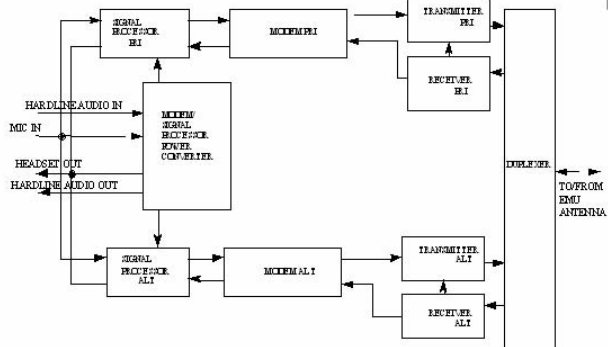 SIGNAL
PROCESSOR
PRI
MODEM PRI
TRANSMITTER
PRI
RECEIVER
PRI
HARDLINE AUDIO IN
MIC IN
HEADSET OUT
HARDLINE AUDIO OUT
MODEM/
SIGNAL
PROCESSOR
POWER
CONVERTER
DUPLEXER
TO/FROM
EMU
ANTENNA
SIGNAL
PROCESSOR
ALT
MODEM ALT
TRANSMITTER
ALT
RECEIVER
ALT